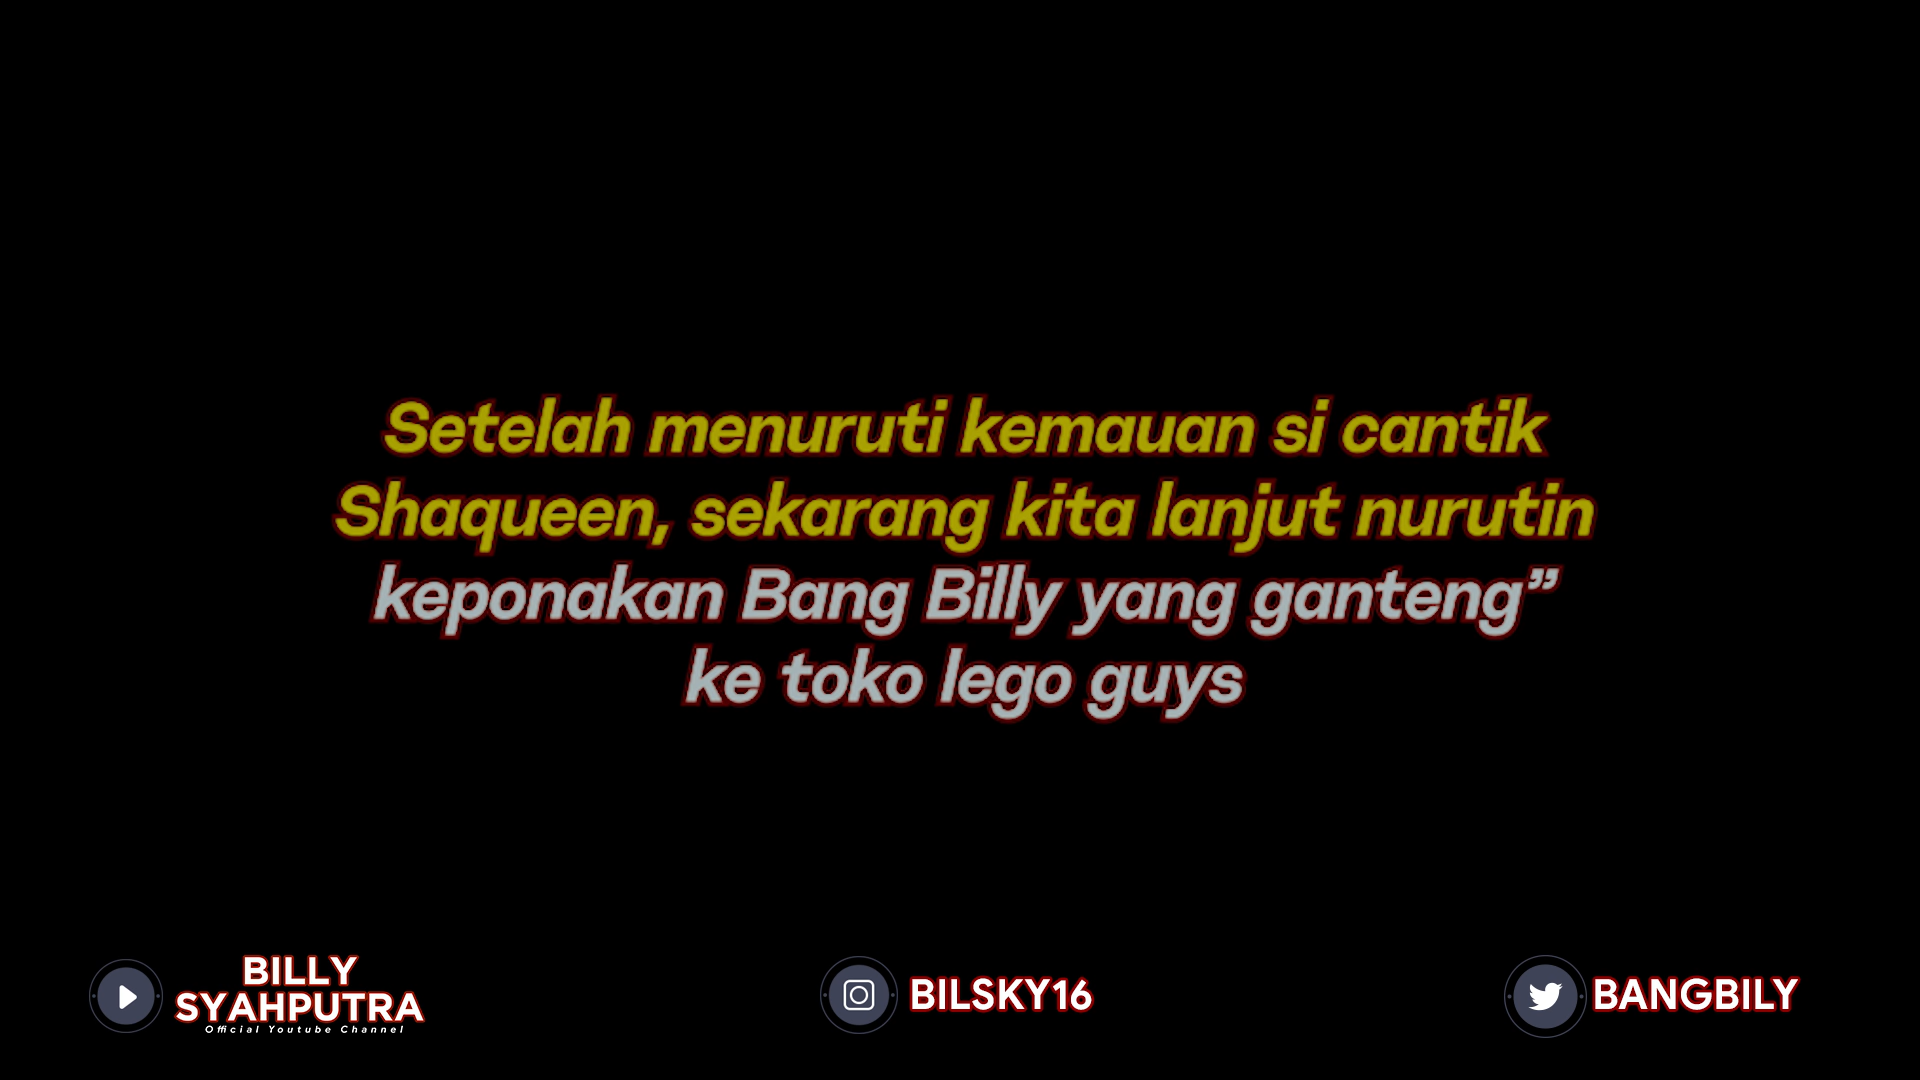 Setelah menuruti kemauan si cantik
Shaqueen, sekarang kita lanjut nurutin
keponakan Bang Billy yang ganteng”
ke toko lego guys
BILLY
SYAHPUTRA
Official Youtube Channel
BILSKY16
BANGBILY